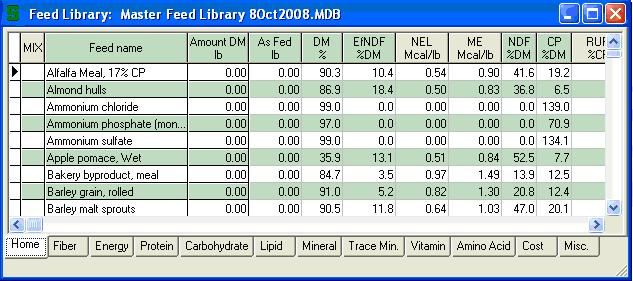 S Feed Library: Master Feed Library 8Oct2008.MDB
MIX Feed name Amount DM lb As Fed lb DM % EfNDF %DM NEL Mcal/lb ME Mcal/lb NDF %DM CP %DM RUF %CF
Alfalfa Meal, 17% CP 0.00 0.00 90.3 10.4 0.54 0.90 41.6 19.2
Almond hulls 0.00 0.00 86.9 18.4 0.50 0.83 36.8 6.5
Ammonium chloride 0.00 0.00 99.0 0.0 0.00 0.00 0.0 139.0
Ammonium phosphate (mon... 0.00 0.00 97.0 0.0 0.00 0.00 0.0 70.9
Ammonium sulfate 0.00 0.00 99.0 0.0 0.00 0.00 0.0 134.1
Apple pomace, Wet 0.00 0.00 35.9 13.1 0.51 0.84 52.5 7.7
Bakery byproduct, meal 0.00 0.00 84.7 3.5 0.97 1.49 13.9 12.5
Barley grain, rolled 0.00 0.00 91.0 5.2 0.82 1.30 20.8 12.4
Barley malt sprouts 0.00 0.00 90.5 11.8 0.64 1.03 47.0 20.1
Home Fiber Energy Protein Carbohydrate Lipid Mineral Trace Min. Vitamin Amino Acid Cost Misc.